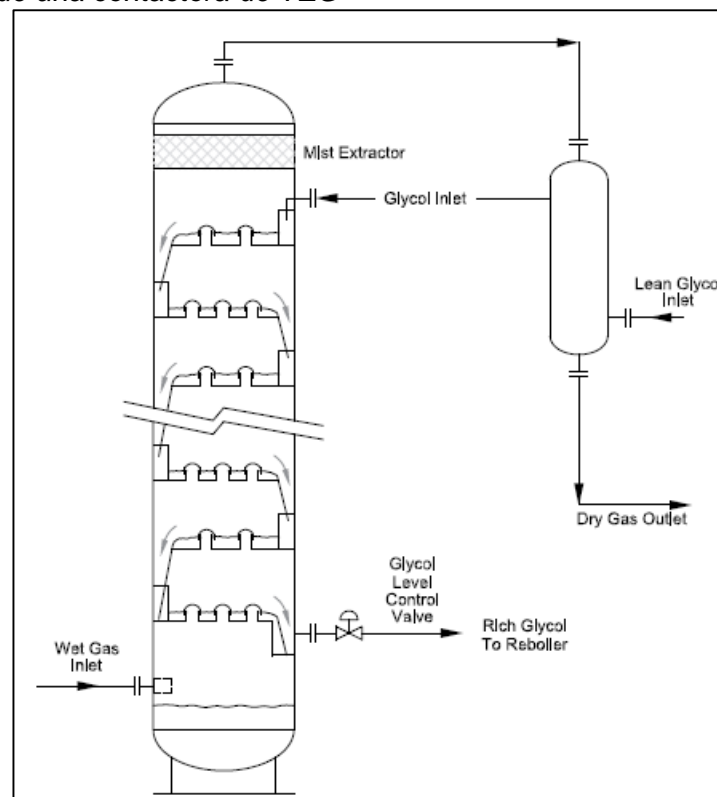 de una contactora de TEG
Mist Extractor
Glycol Inlet
Lean Glycol
Inlet
Dry Gas Outlet
Glycol
Level
Control
Valve
Rich Glycol
To Reboiler
Wet Gas
Inlet